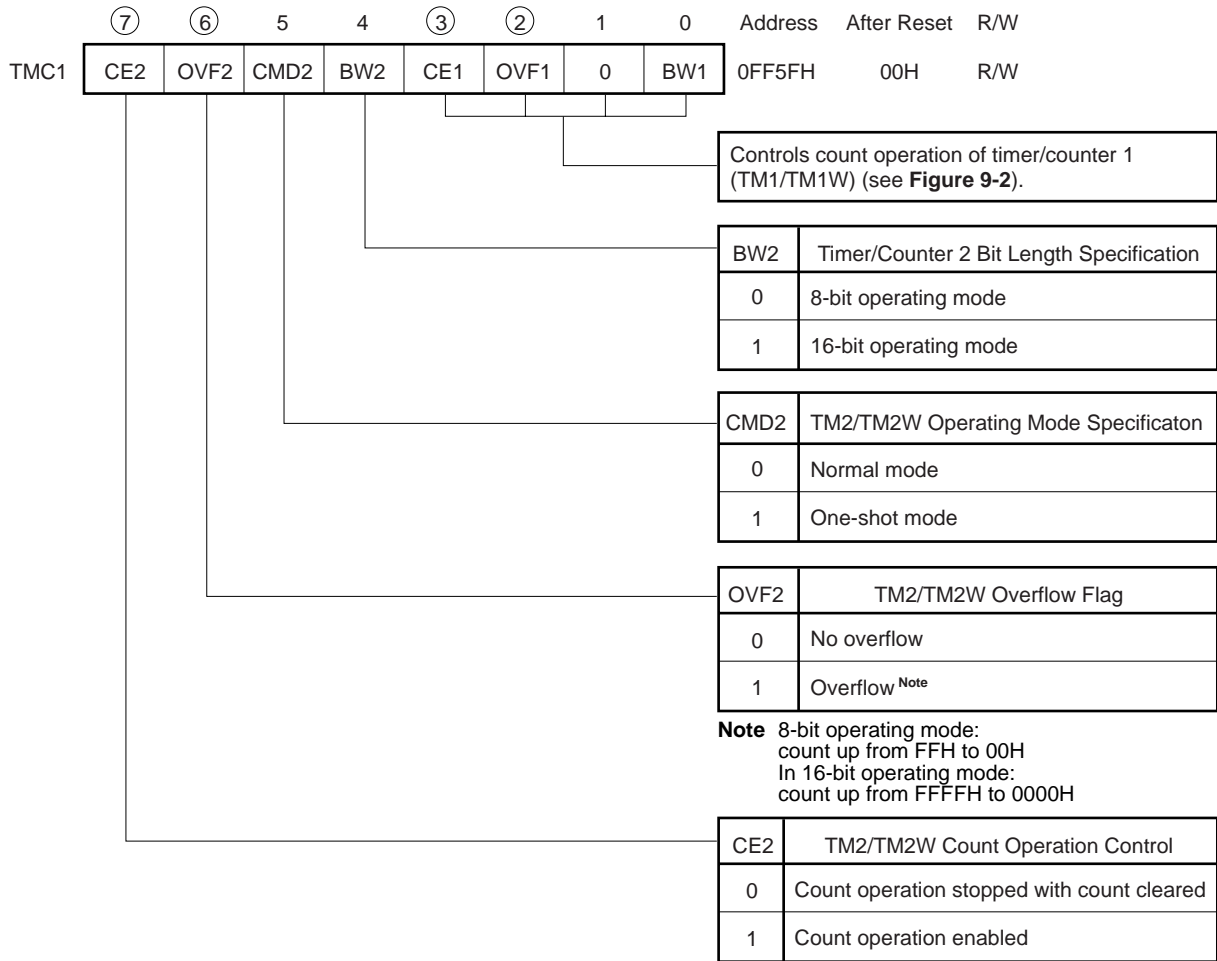 ⑦ ⑥ 5 4 ③ ② 1 0 Address After Reset R/W
TMC1 CE2 OVF2 CMD2 BW2 CE1 OVF1 0 BW1 0FF5FH 00H R/W
Controls count operation of timer/counter 1
(TM1/TM1W) (see Figure 9-2).
BW2 Timer/Counter 2 Bit Length Specification
0 8-bit operating mode
1 16-bit operating mode
CMD2 TM2/TM2W Operating Mode Specificaton
0 Normal mode
1 One-shot mode
OVF2 TM2/TM2W Overflow Flag
0 No overflow
1 Overflow Note
Note 8-bit operating mode:
count up from FFH to 00H
In 16-bit operating mode:
count up from FFFFH to 0000H
CE2 TM2/TM2W Count Operation Control
0 Count operation stopped with count cleared
1 Count operation enabled